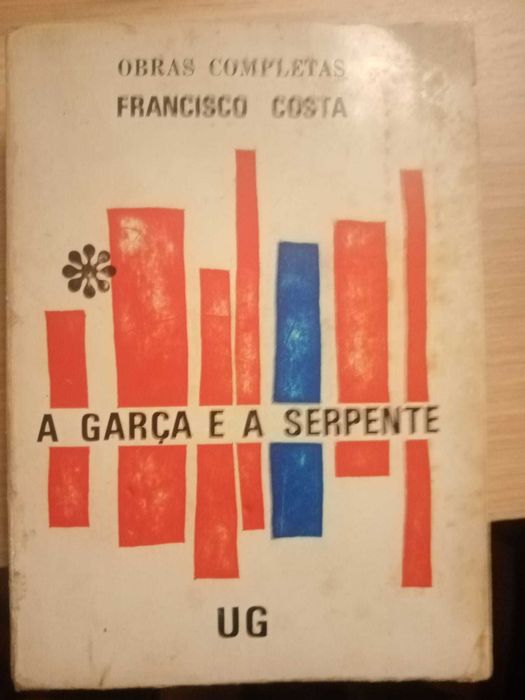 OBRAS COMPLETAS
FRANCISCO COSTA
A GARÇA E A SERPENTE
UG